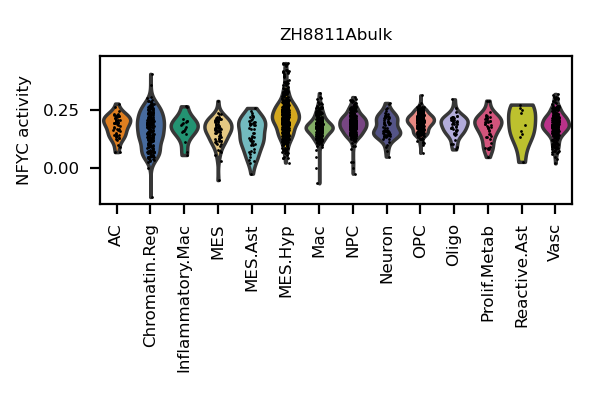 ZH8811Abulk
NFYC activity
0.25
0.00
AC
Chromatin.Reg
Inflammatory.Mac
MES
MES.Ast
MES.Hyp
Mac
NPC
Neuron
OPC
Oligo
Prolif.Metab
Reactive.Ast
Vasc